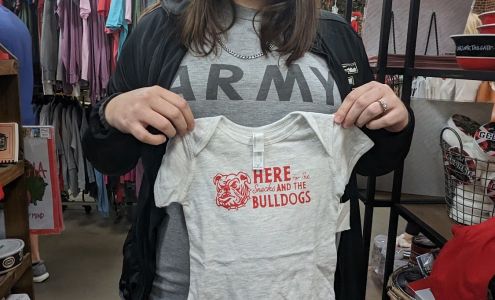 ARMY
HERE for the
Snacks AND THE
BULLDOGS